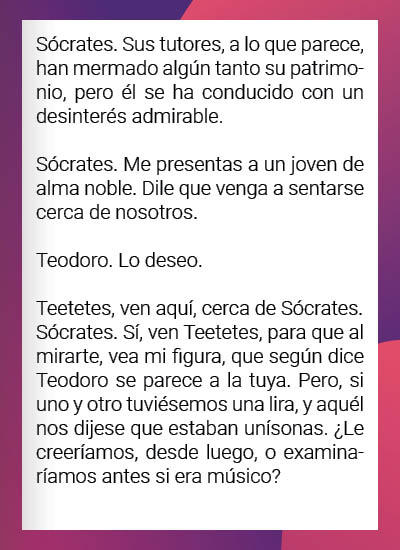 Sócrates. Sus tutores, a lo que parece,
han mermado algún tanto su patrimo-
nio, pero él se ha conducido con un
desinterés admirable.
Sócrates. Me presentas a un joven de
alma noble. Dile que venga a sentarse
cerca de nosotros.
Teodoro. Lo deseo.
Teetetes, ven aquí, cerca de Sócrates.
Sócrates. Sí, ven Teetetes, para que al
mirarte, vea mi figura, que según dice
Teodoro se parece a la tuya. Pero, si
uno y otro tuviésemos una lira, y aquél
nos dijese que estaban unísonas. ¿Le
creeríamos, desde luego, o examina-
ríamos antes si era músico?